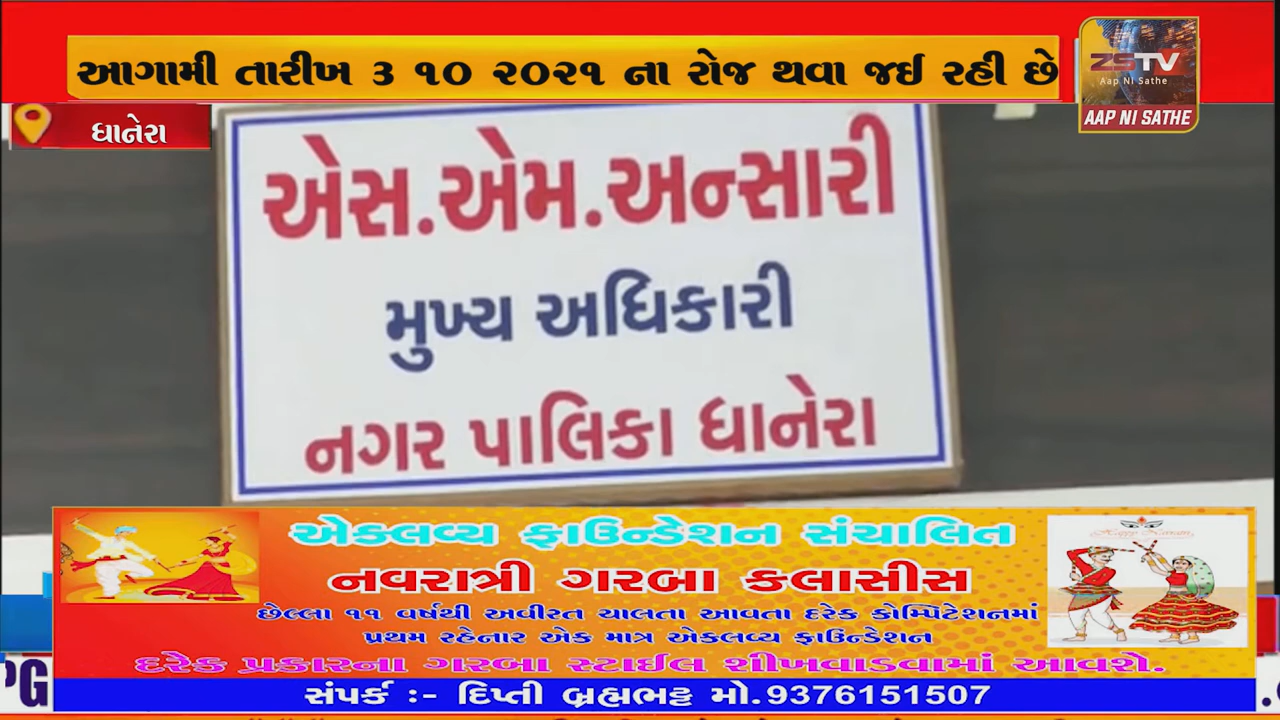 આગામી તારીખ ૩ ૧૦ ૨૦૨૧ ના રોજ થવા જઈ રહી છે
ZSTV
Aap Ni Sathe
AAP NI SATHE
ધાનેરા
એસ.એમ.અન્સારી
મુખ્ય અધિકારી
નગર પાલિકા ધાનેરા
એકલવ્ય ફાઉન્ડેશન સંચાલિત
નવરાત્રી ગરબા કલાસીસ
છેલ્લા ૧૧ વર્ષથી અવીરત ચાલતા આવતા દરેક કોમ્પિટેશનમાં
પ્રથમ રહેનાર એક માત્ર એકલવ્ય ફાઉન્ડેશન
દરેક પ્રકારના ગરબા સ્ટાઈલ શીખવાડવામાં આવશે.
સંપર્ક :- દિપ્તી બ્રહ્મભટ્ટ મો.9376151507
PG